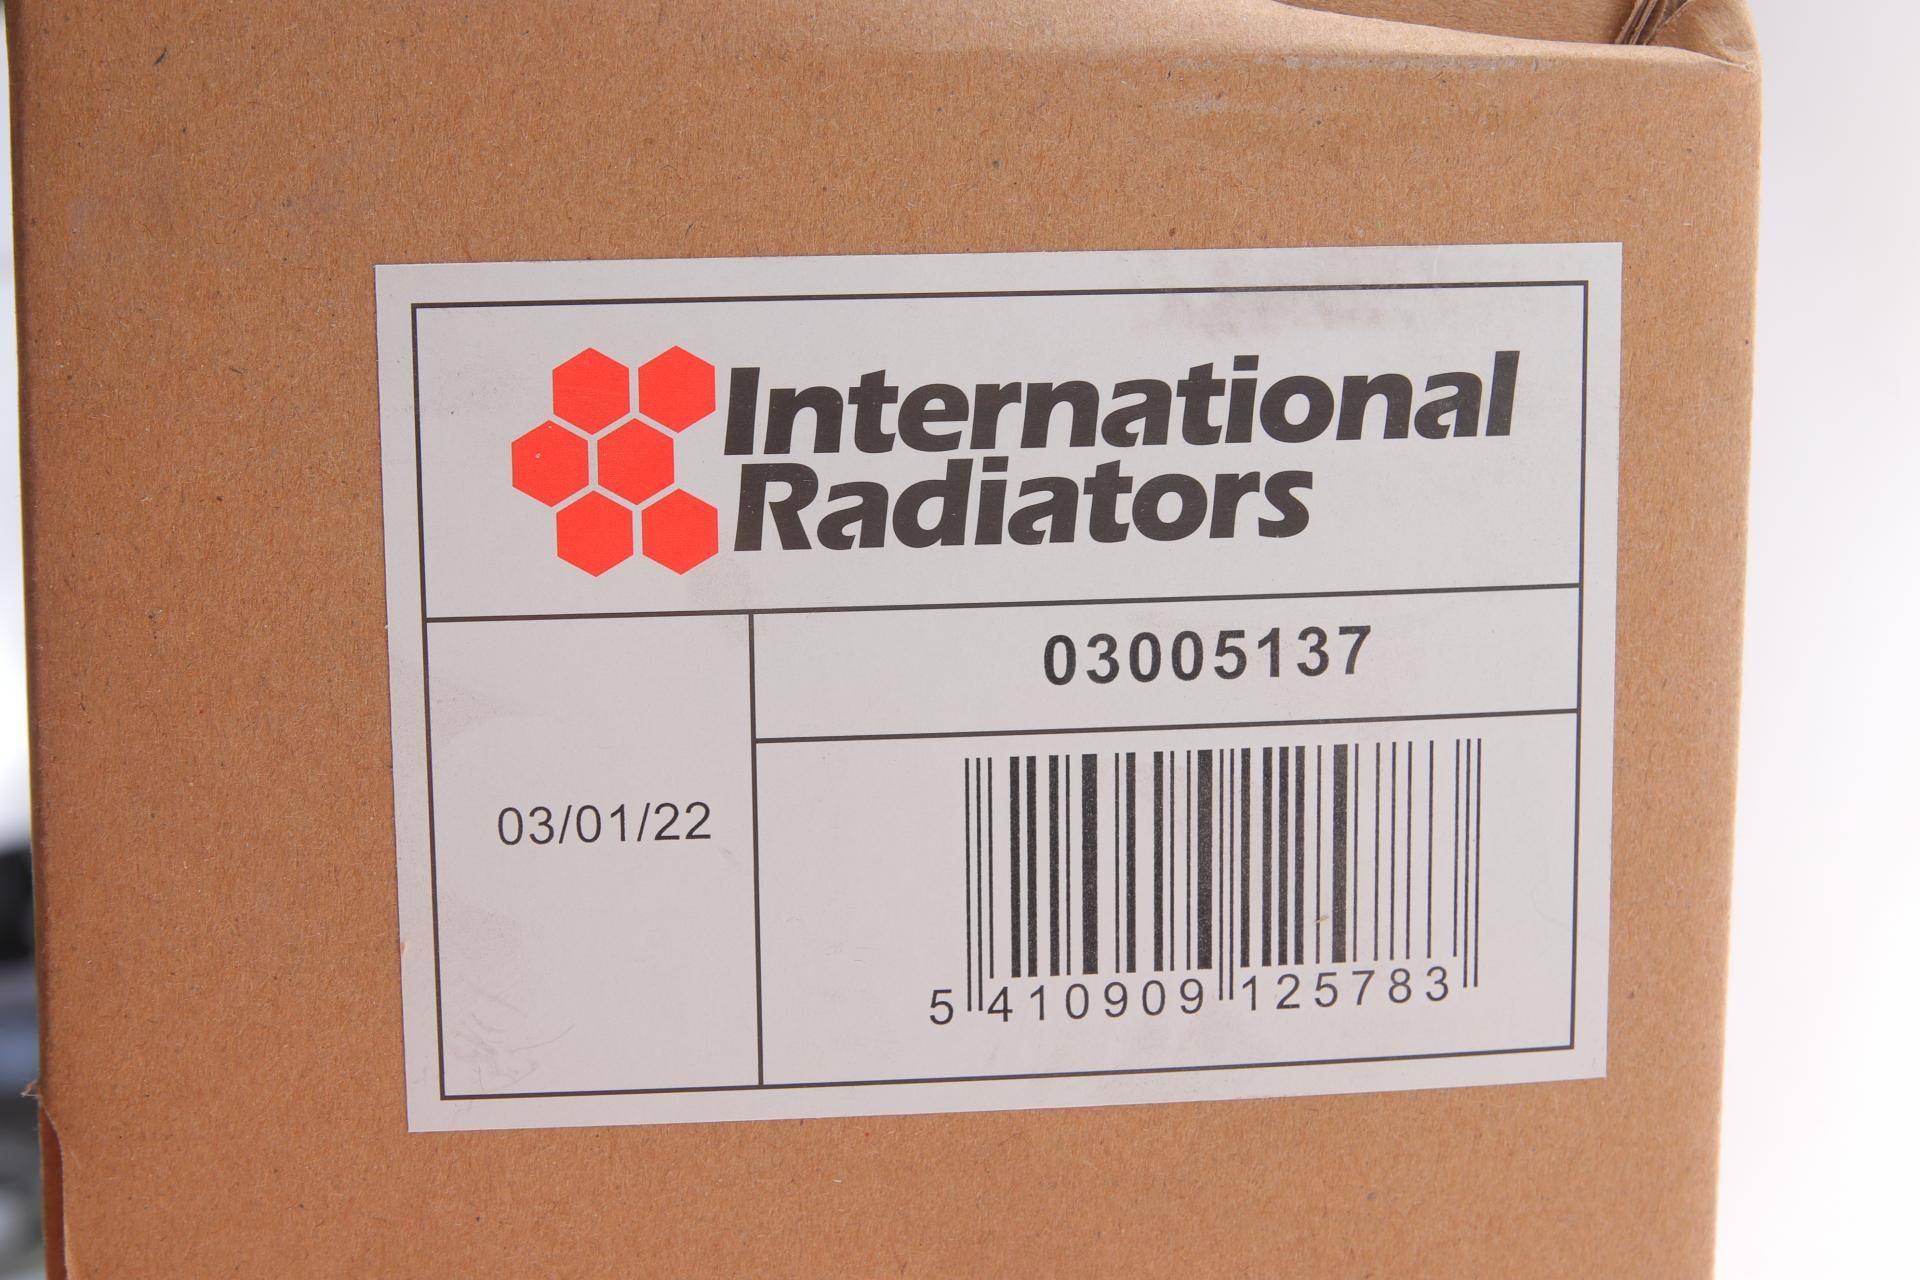 International
Radiators
03005137
03/01/22
5 410909 125783